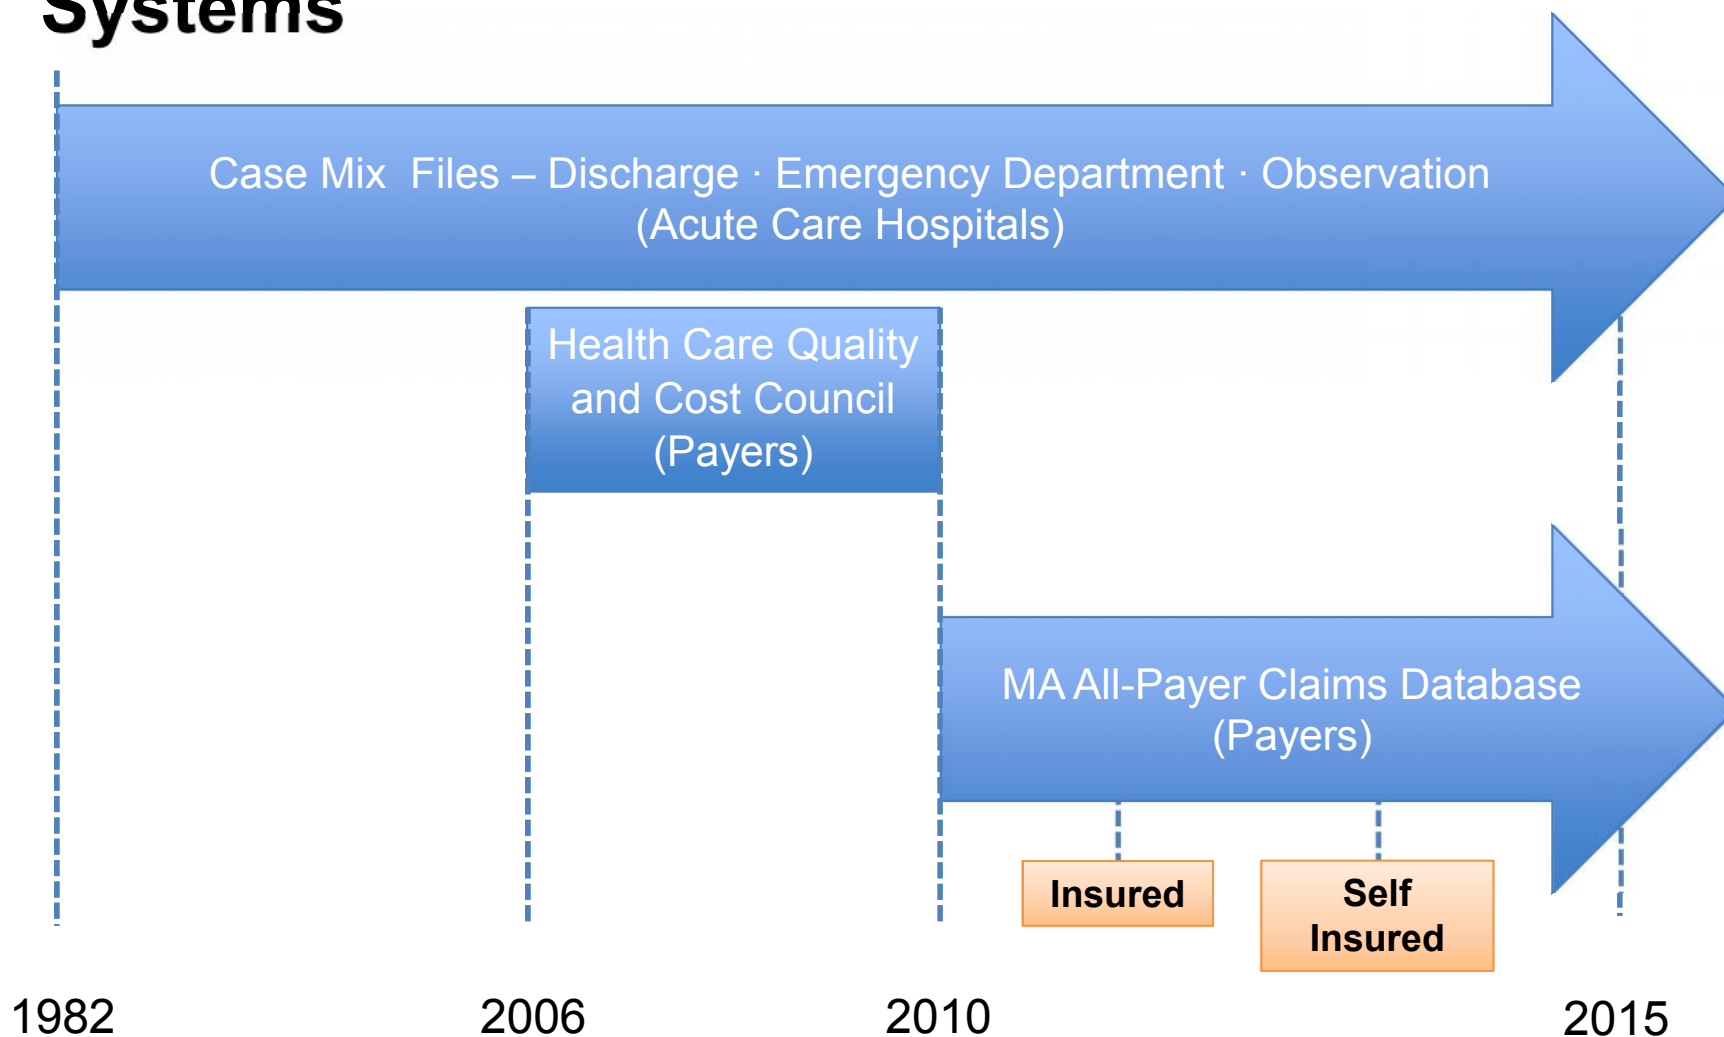 Systems
Case Mix  Files – Discharge · Emergency Department · Observation
(Acute Care Hospitals)
Health Care Quality
and Cost Council
(Payers)
MA All-Payer Claims Database
(Payers)
Insured
Self
Insured
1982
2006
2010
2015